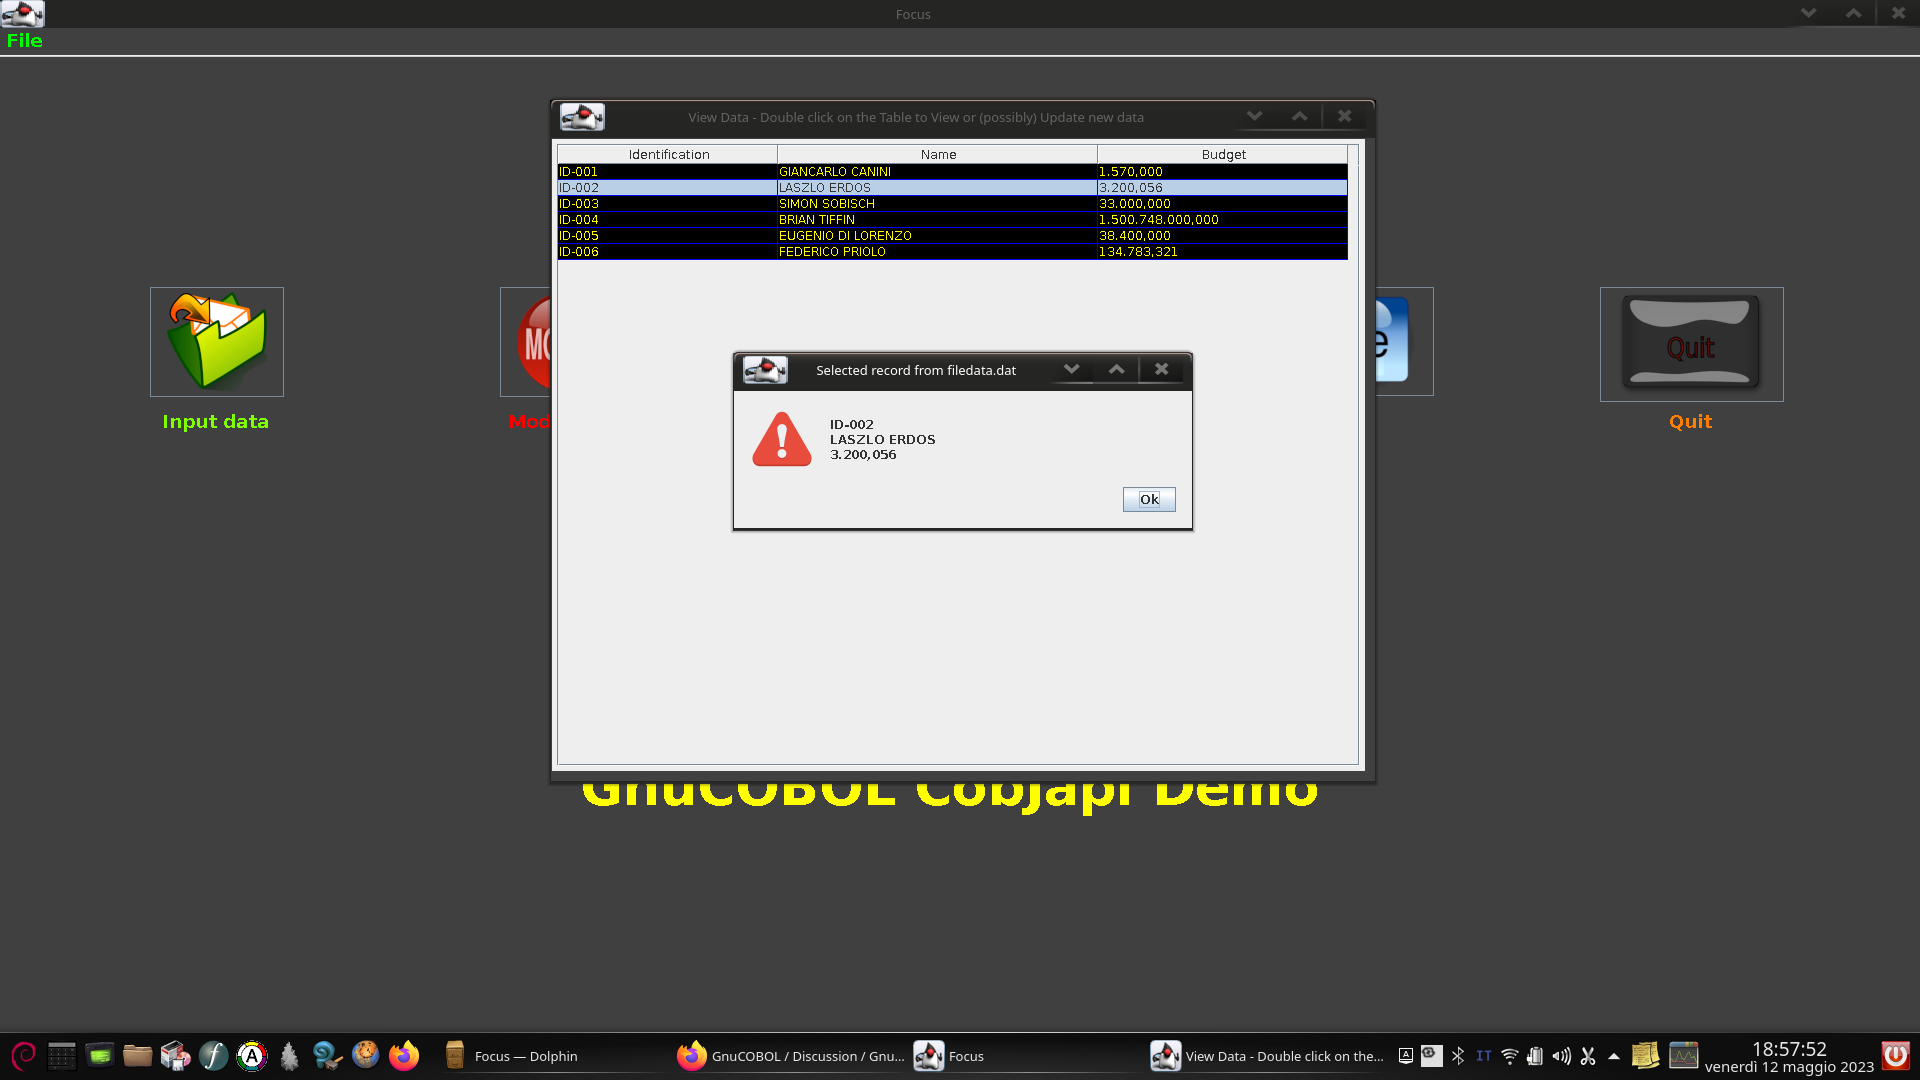 Focus
File
View Data - Double click on the Table to View or (possibly) Update new data
Identification Name Budget
ID-001 GIANCARLO CANINI 1.570,000
ID-002 LASZLO ERDOS 3.200,056
ID-003 SIMON SOBISCH 33.000,000
ID-004 BRIAN TIFFIN 1.500.748.000,000
ID-005 EUGENIO DI LORENZO 38.400,000
ID-006 FEDERICO PRIOLO 134.783,321
Selected record from filedata.dat
ID-002
LASZLO ERDOS
3.200,056
Ok
Quit
Input data
Quit
GnuCOBOL CobJapi Demo
Focus — Dolphin
GnuCOBOL / Discussion / Gnu...
Focus
View Data - Double click on the...
IT
18:57:52
venerdì 12 maggio 2023